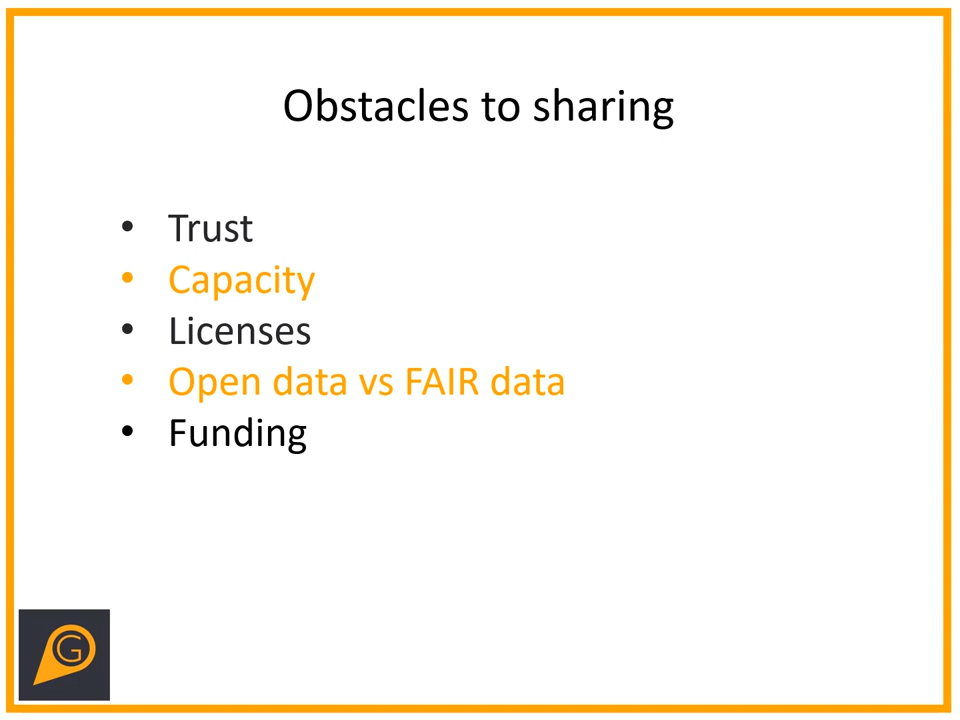 Obstacles to sharing
• Trust
• Capacity
• Licenses
• Open data vs FAIR data
• Funding
G